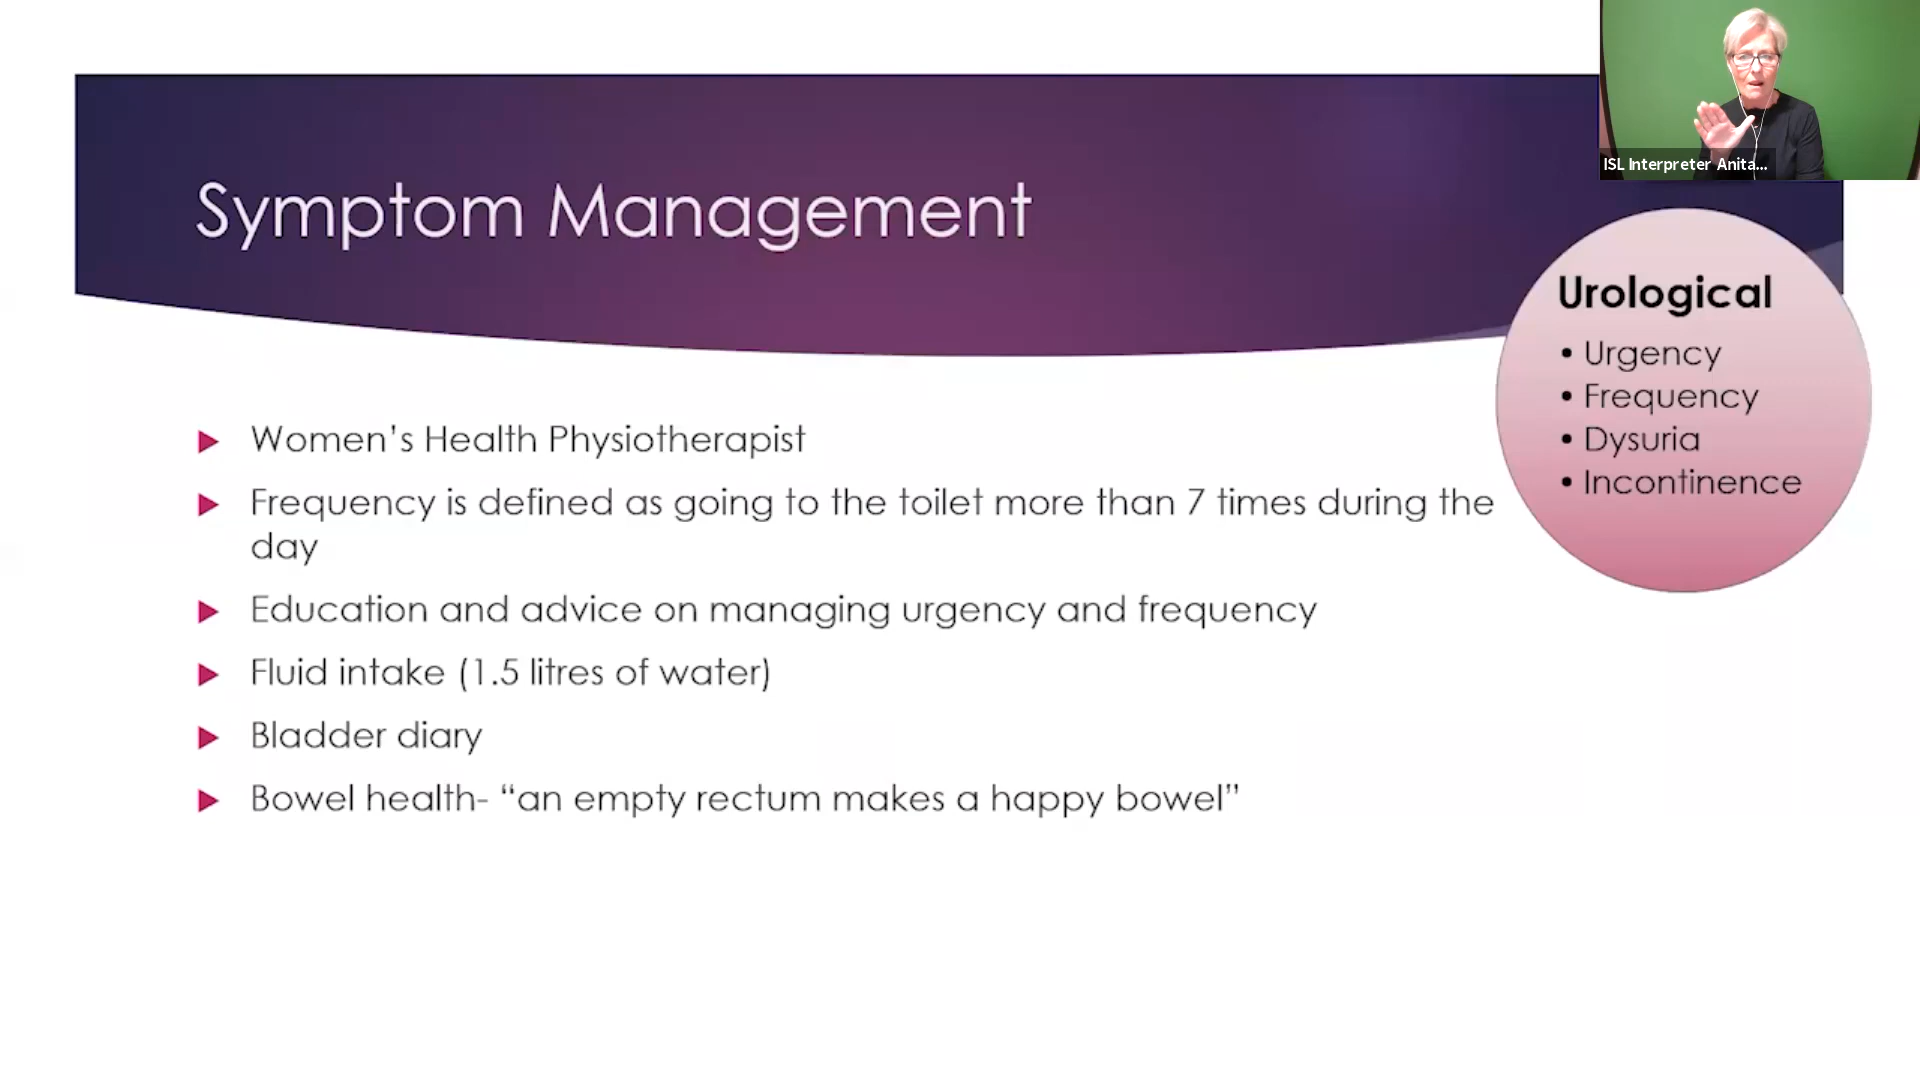 ISL Interpreter Anita...
Symptom Management
Urological
• Urgency
• Frequency
• Dysuria
• Incontinence
Women’s Health Physiotherapist
Frequency is defined as going to the toilet more than 7 times during the
day
Education and advice on managing urgency and frequency
Fluid intake (1.5 litres of water)
Bladder diary
Bowel health- “an empty rectum makes a happy bowel”